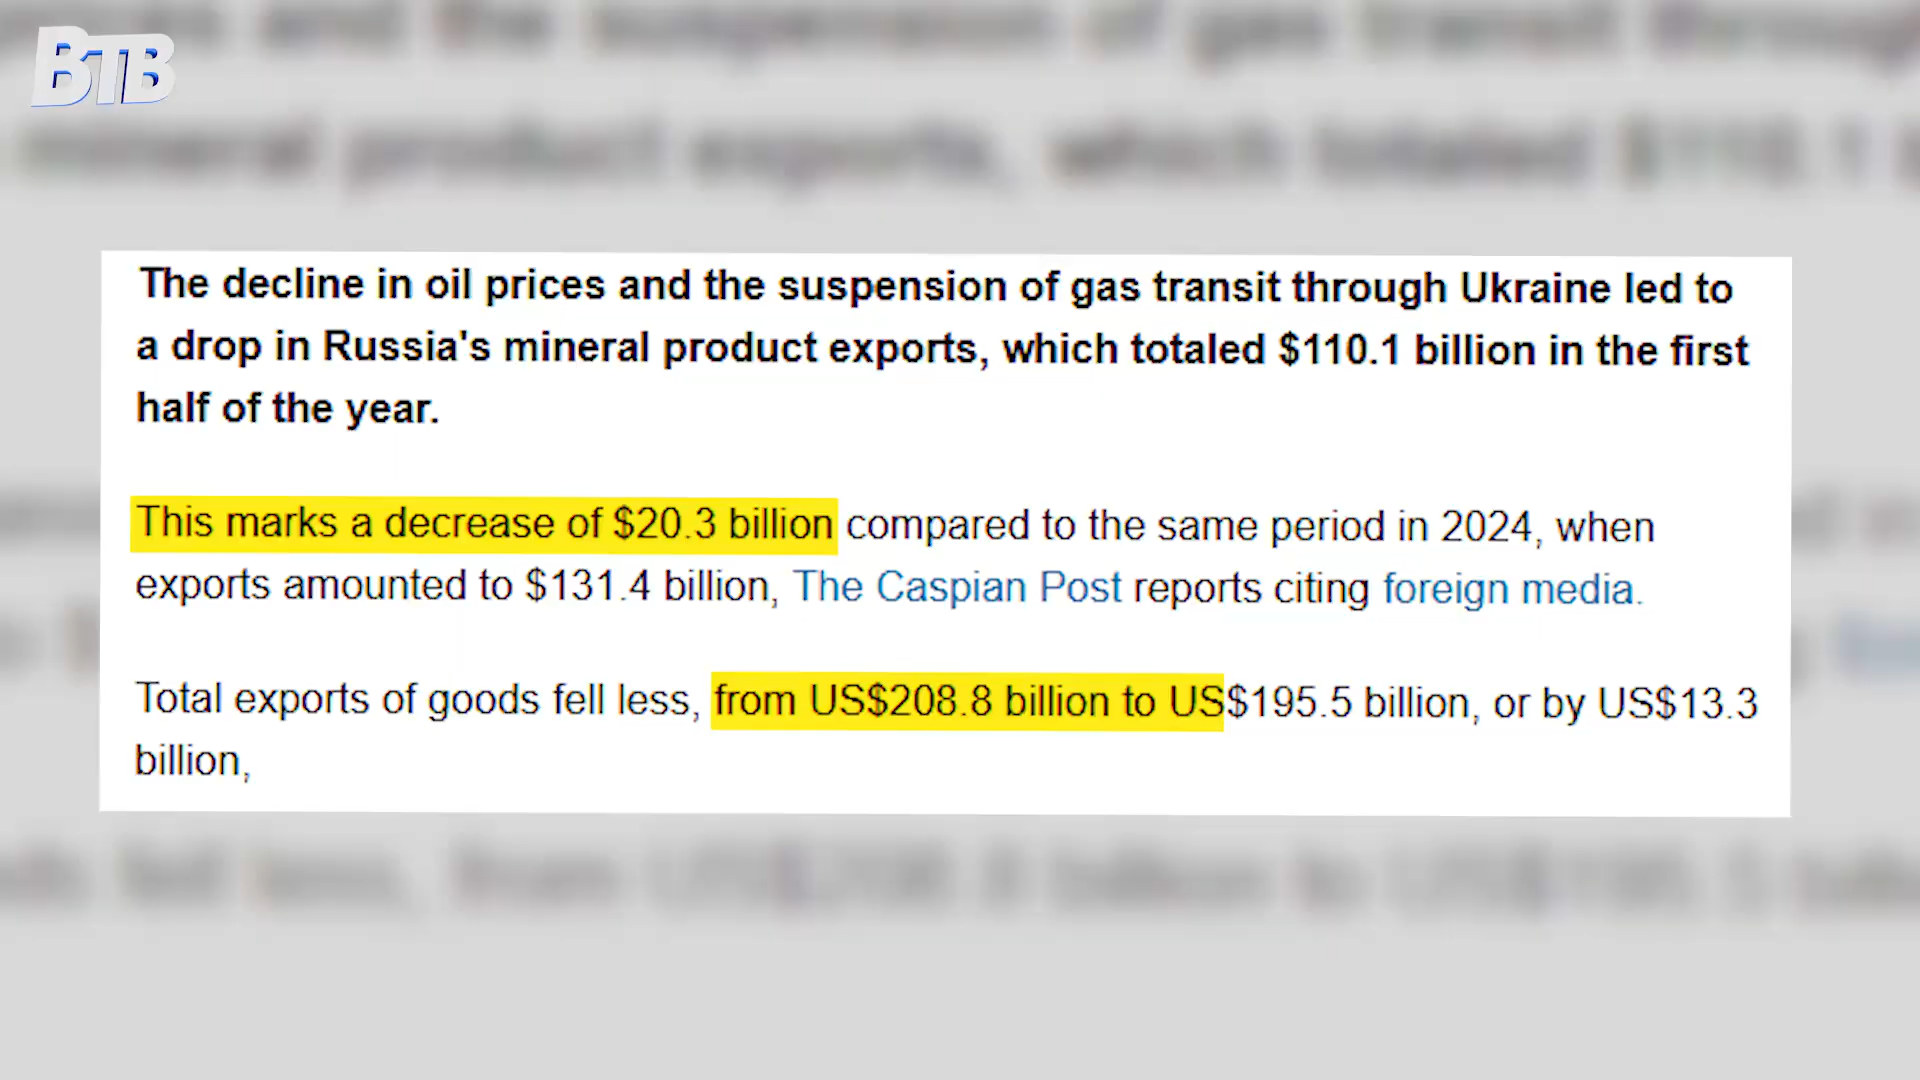 BTB
The decline in oil prices and the suspension of gas transit through Ukraine led to
a drop in Russia's mineral product exports, which totaled $110.1 billion in the first
half of the year.
This marks a decrease of $20.3 billion compared to the same period in 2024, when
exports amounted to $131.4 billion, The Caspian Post reports citing foreign media.
Total exports of goods fell less, from US$208.8 billion to US$195.5 billion, or by US$13.3
billion,